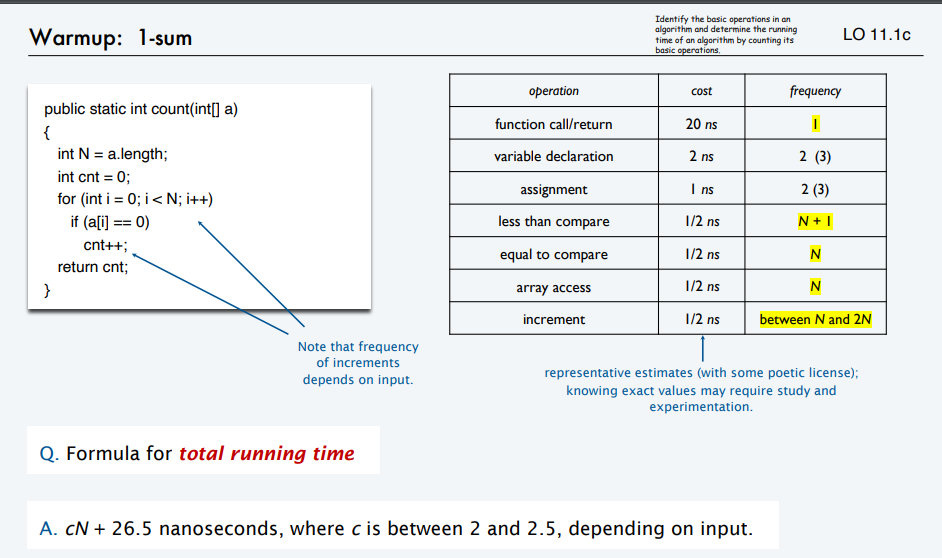 Warmup: 1-sum
Identify the basic operations in an
algorithm and determine the running
time of an algorithm by counting its
basic operations.
LO 11.1c
public static int count(int[] a)
{
int N = a.length;
int cnt = 0;
for (int i = 0; i < N; i++)
if (a[i] == 0)
cnt++;
return cnt;
}
Note that frequency
of increments
depends on input.
operation cost frequency
function call/return 20 ns 1
variable declaration 2 ns 2 (3)
assignment 1 ns 2 (3)
less than compare 1/2 ns N + 1
equal to compare 1/2 ns N
array access 1/2 ns N
increment 1/2 ns between N and 2N
representative estimates (with some poetic license);
knowing exact values may require study and
experimentation.
Q. Formula for total running time
A. cN + 26.5 nanoseconds, where c is between 2 and 2.5, depending on input.